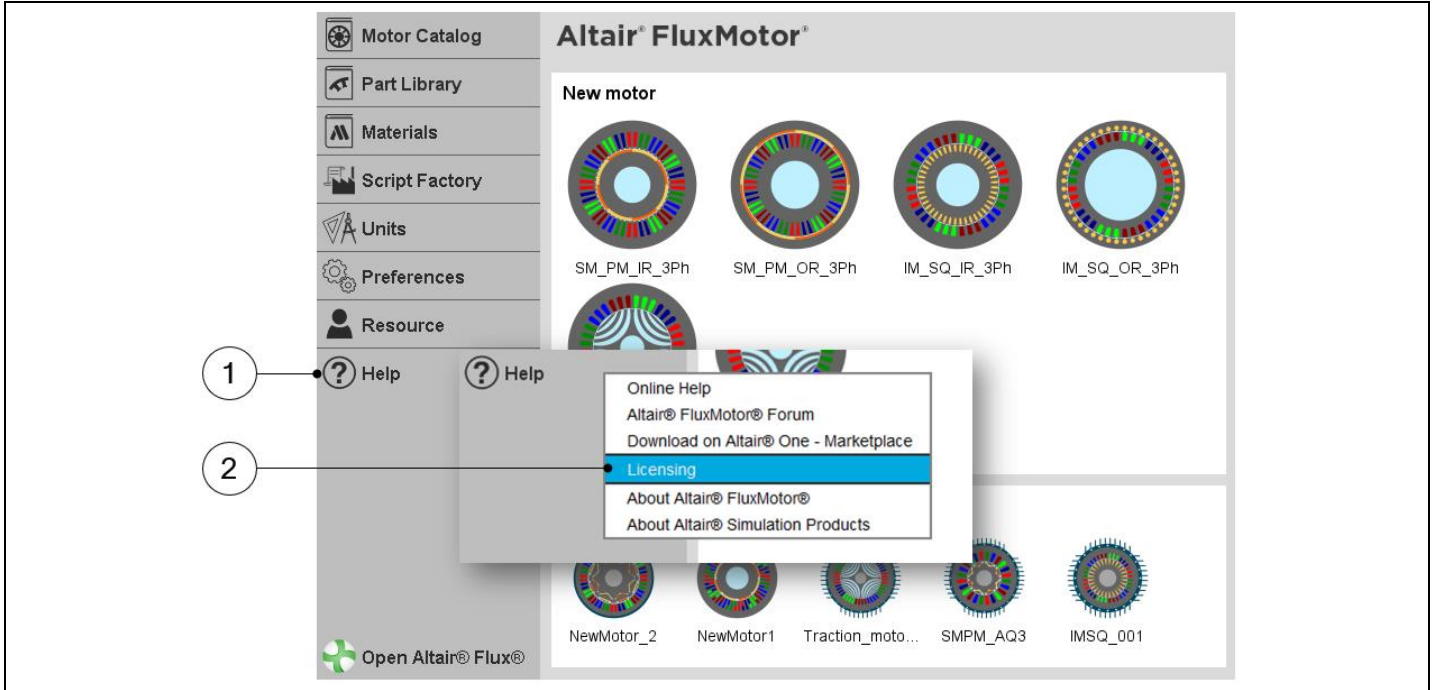 Motor Catalog
Part Library
Materials
Script Factory
Units
Preferences
Resource
1
Help
Help
2
Open Altair® Flux®
Altair® FluxMotor®
New motor
SM_PM_IR_3Ph SM_PM_OR_3Ph IM_SQ_IR_3Ph IM_SQ_OR_3Ph
Online Help
Altair® FluxMotor® Forum
Download on Altair® One - Marketplace
Licensing
About Altair® FluxMotor®
About Altair® Simulation Products
NewMotor_2 NewMotor1 Traction_moto... SMPM_AQ3 IMSQ_001